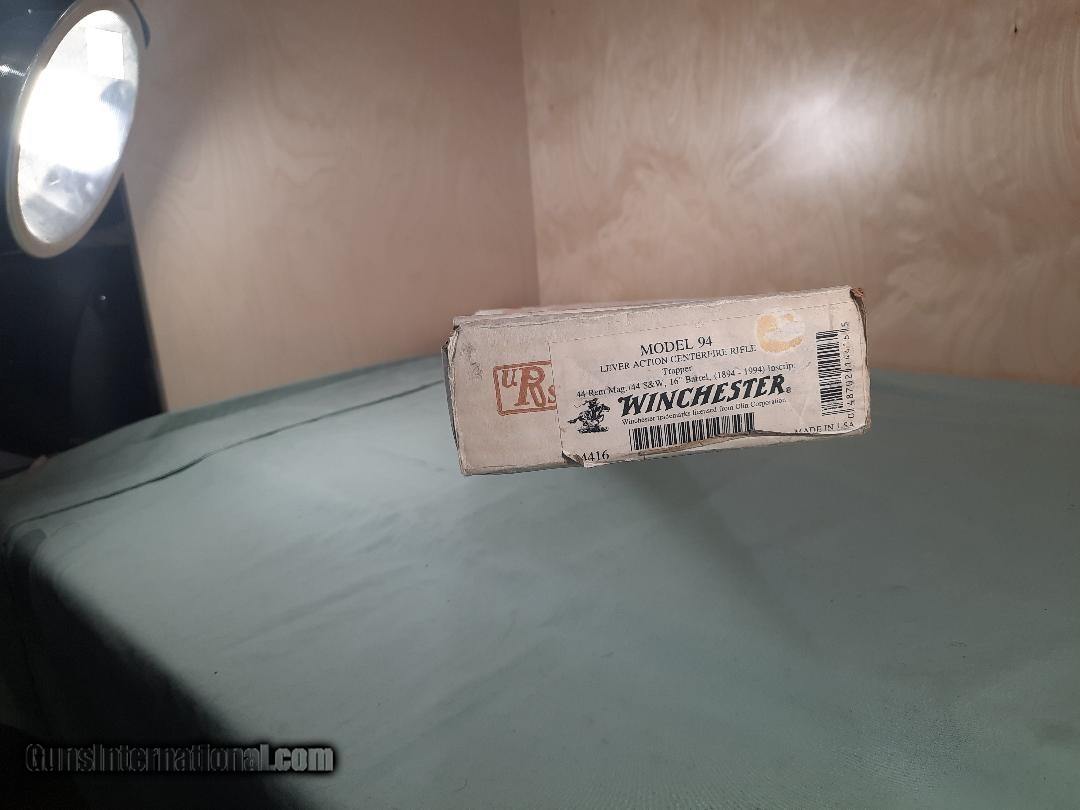 MODEL 94
LEVER ACTION CENTERFIRE RIFLE
Trapper
44 Rem Mag./44 S&W, 16" Barrel, (1894 - 1994) Inscrip.
WINCHESTER®
Winchester trademarks licensed from Olin Corporation
4416
MADE IN USA
GunsInternational.com